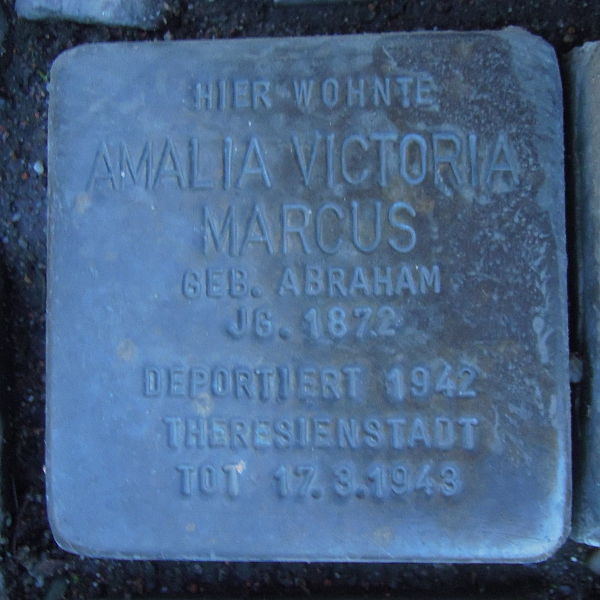 HIER WOHNTE
AMALIA VICTORIA
MARCUS
GEB. ABRAHAM
JG. 1872
DEPORTIERT 1942
THERESIENSTADT
TOT 17.3.1943